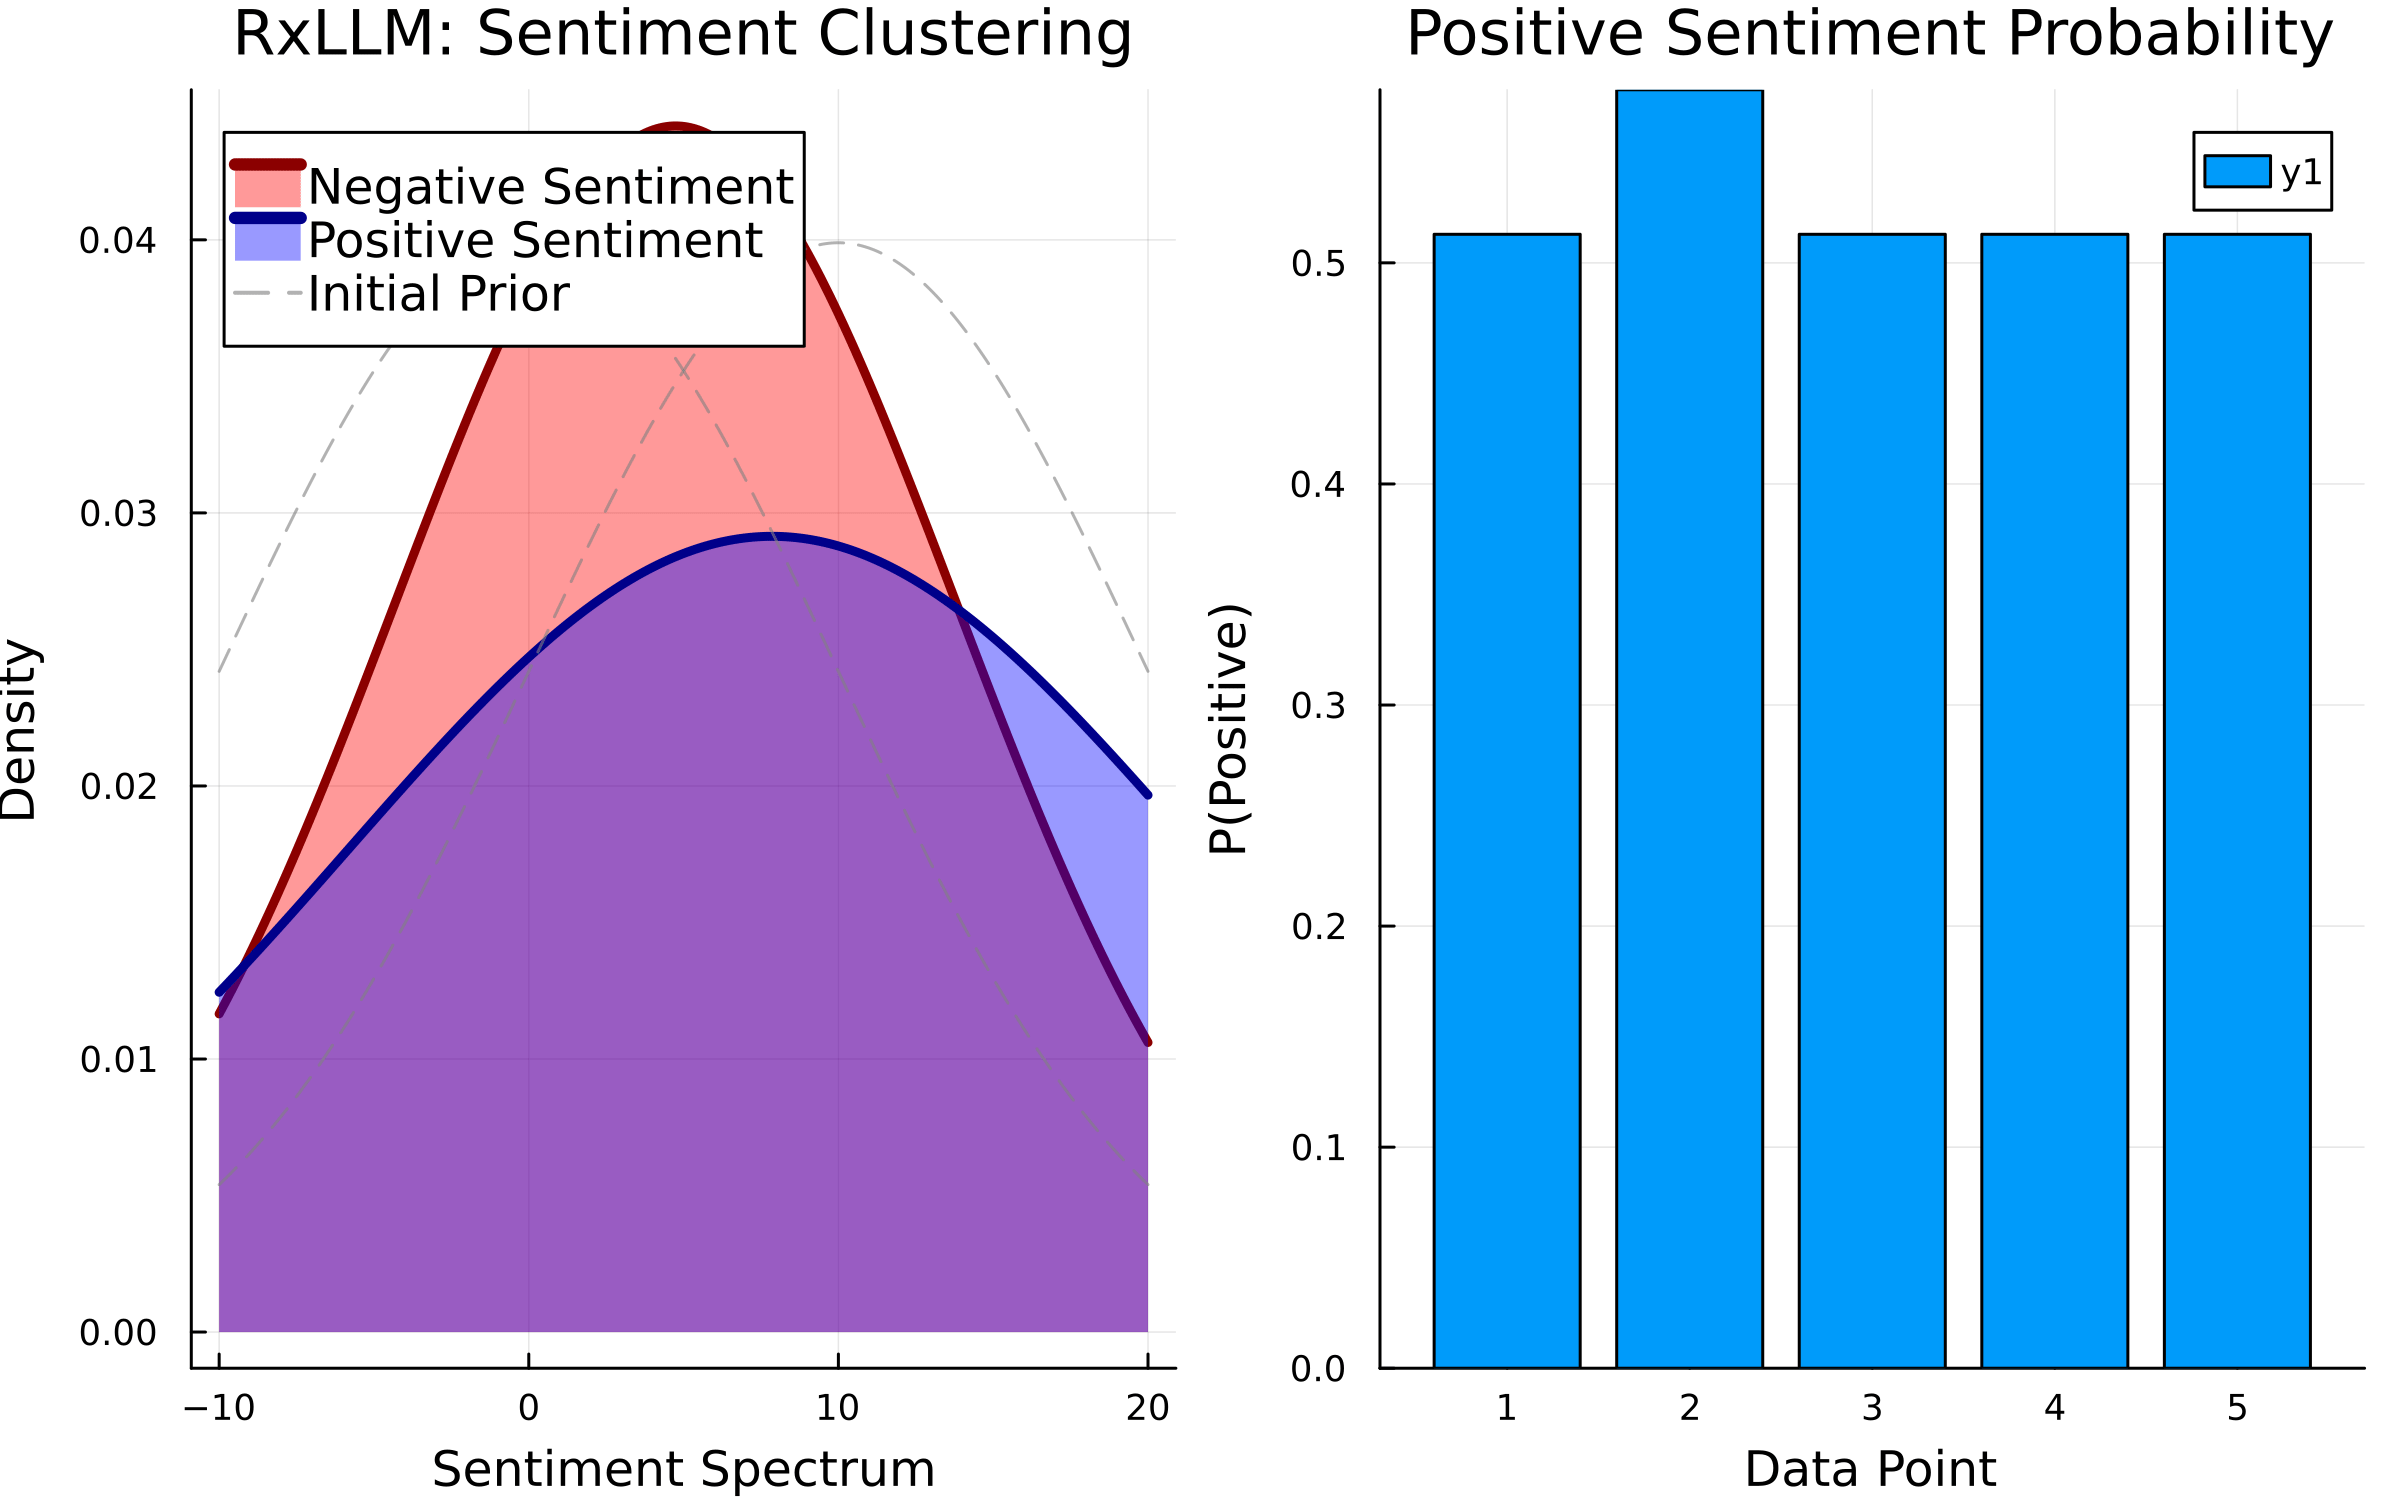 RxLLM: Sentiment Clustering
Negative Sentiment
Positive Sentiment
Initial Prior
Density
0.04
0.03
0.02
0.01
0.00
−10
0
10
20
Sentiment Spectrum
Positive Sentiment Probability
y1
P(Positive)
0.5
0.4
0.3
0.2
0.1
0.0
1
2
3
4
5
Data Point